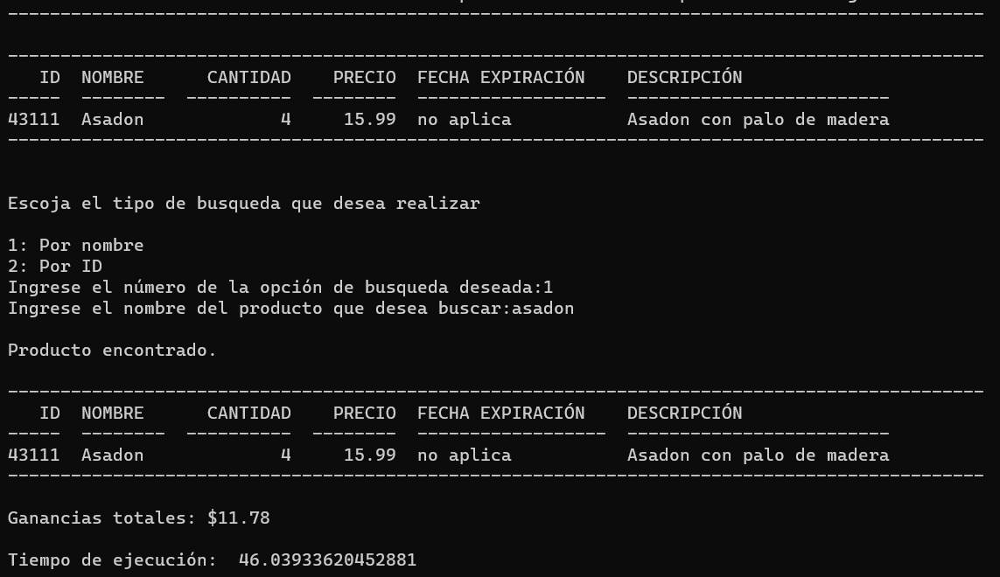 ID NOMBRE CANTIDAD PRECIO FECHA EXPIRACIÓN DESCRIPCIÓN
43111 Asadon 4 15.99 no aplica Asadon con palo de madera
Escoja el tipo de busqueda que desea realizar
1: Por nombre
2: Por ID
Ingrese el número de la opción de busqueda deseada:1
Ingrese el nombre del producto que desea buscar:asadon
Producto encontrado.
ID NOMBRE CANTIDAD PRECIO FECHA EXPIRACIÓN DESCRIPCIÓN
43111 Asadon 4 15.99 no aplica Asadon con palo de madera
Ganancias totales: $11.78
Tiempo de ejecución: 46.03933620452881